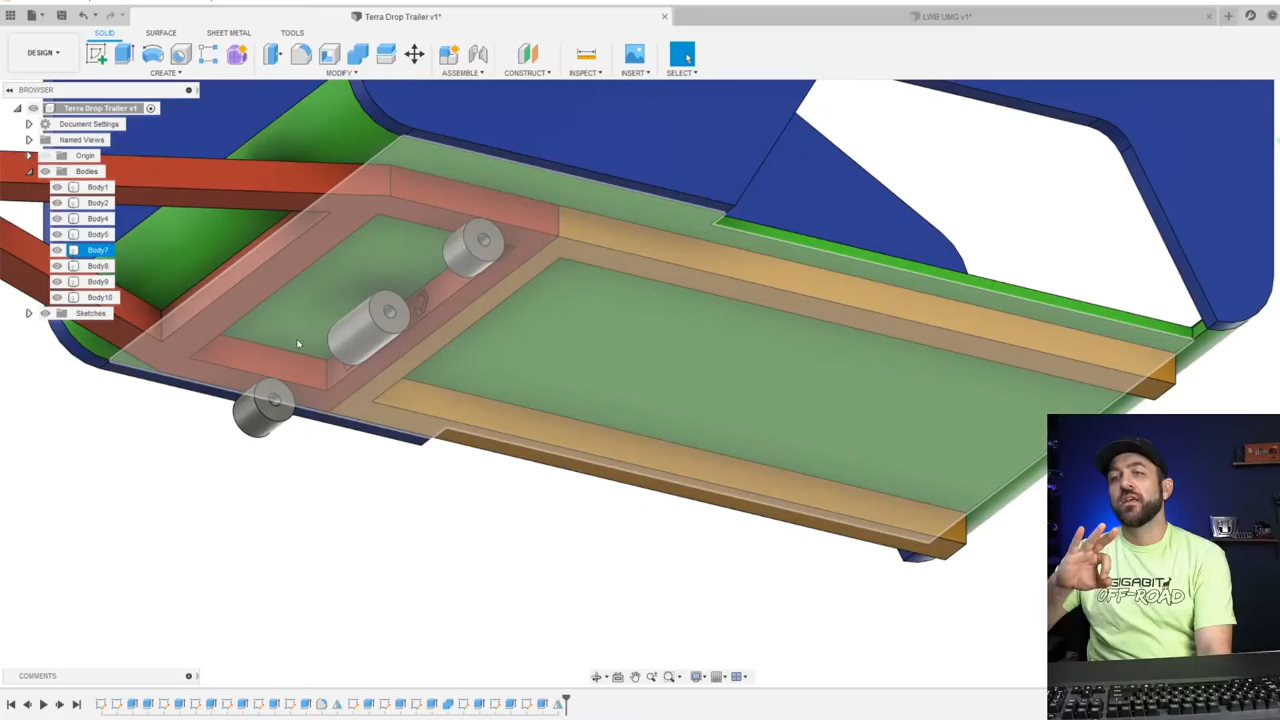 Terra Drop Trailer v1*
LWB UMG v1*
DESIGN
SOLID
SURFACE
SHEET METAL
TOOLS
CREATE
MODIFY
ASSEMBLE
CONSTRUCT
INSPECT
INSERT
SELECT
BROWSER
Terra Drop Trailer v1
Document Settings
Named Views
Origin
Bodies
Body1
Body2
Body4
Body5
Body7
Body8
Body9
Body10
Sketches
GIGABIT
OFF-ROAD
COMMENTS